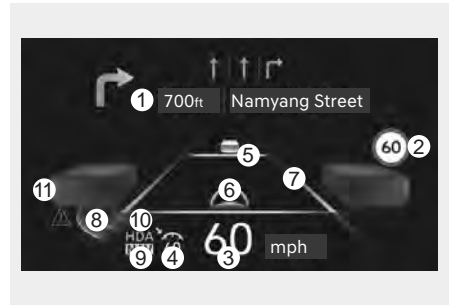 ① 700ft Namyang Street
60 ②
⑤
⑥ ⑦
⑪
⑧ ⑩
HDA
⑨ ④ 60 mph
③